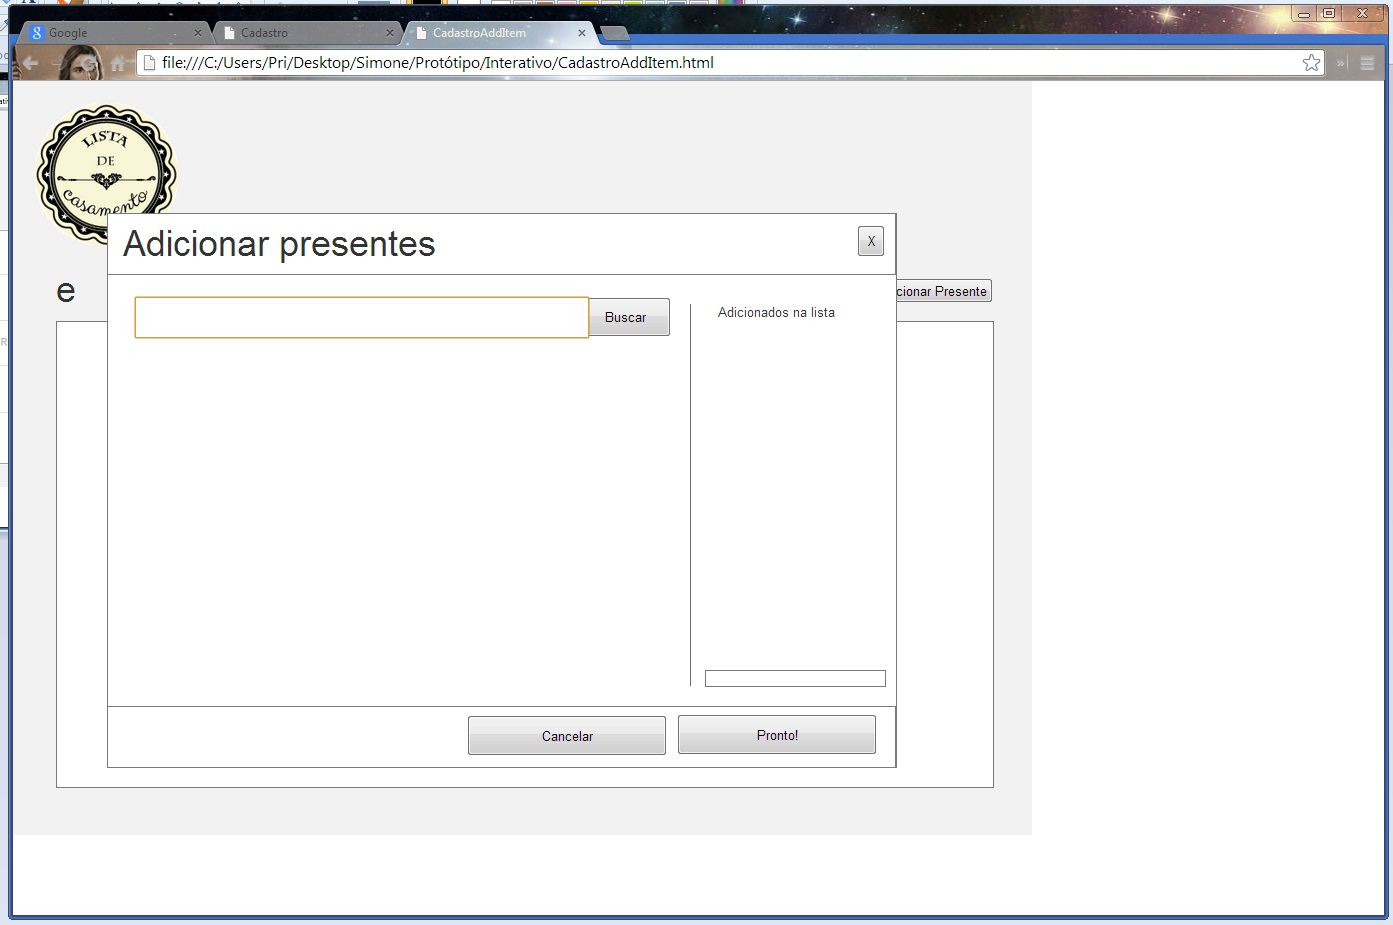 Google
Cadastro
CadastroAddItem
file:///C:/Users/Pri/Desktop/Simone/Protótipo/Interativo/CadastroAddItem.html
LISTA
DE
casamento
Adicionar presentes
X
e
cionar Presente
Buscar
Adicionados na lista
Cancelar
Pronto!